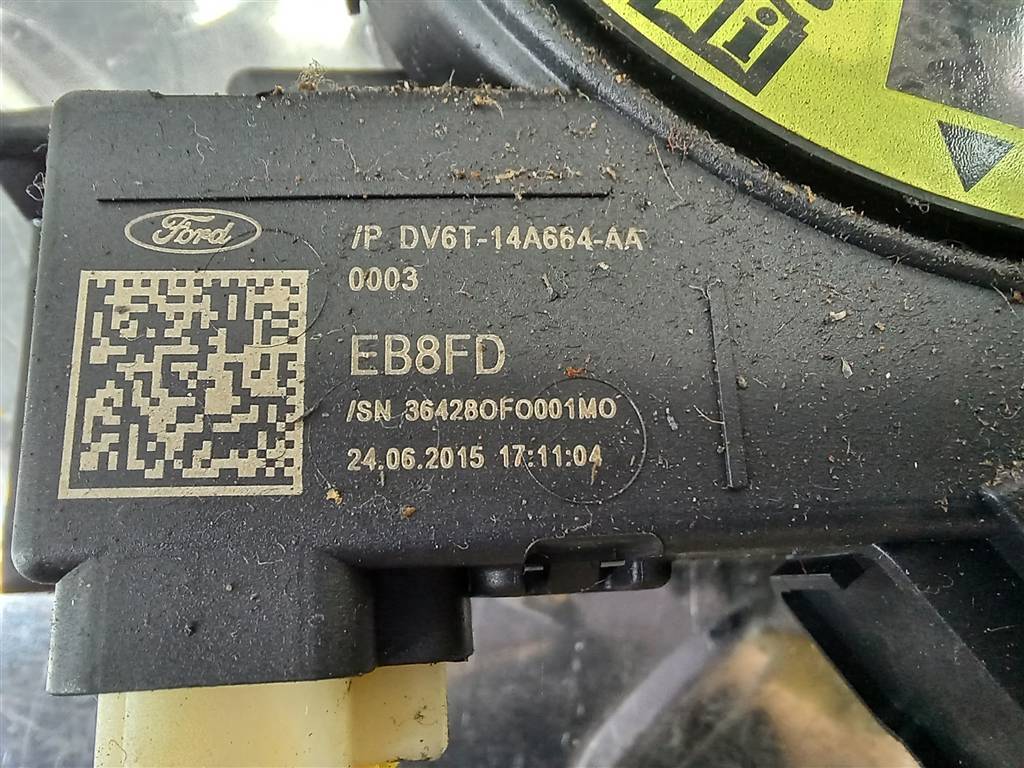 Ford
/P DV6T-14A664-AA
0003
EB8FD
/SN 36428OFO001MO
24.06.2015 17:11:04